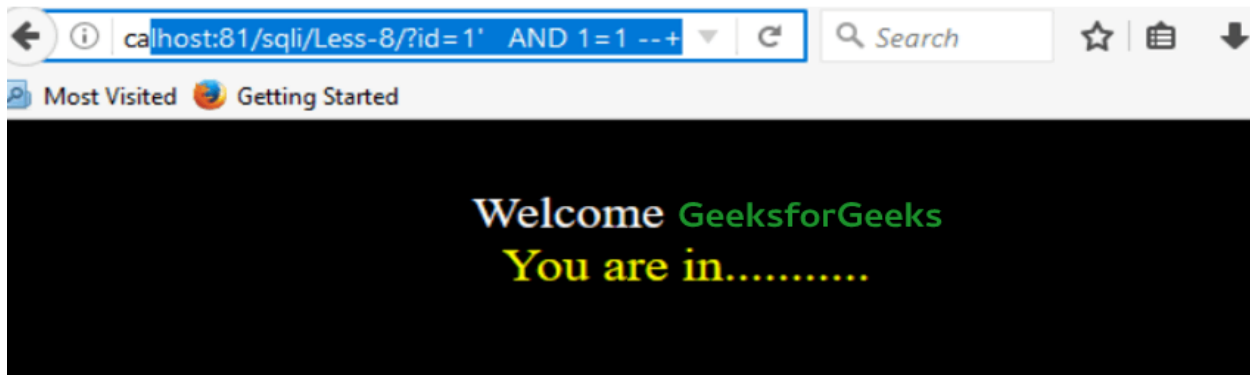 calhost:81/sqli/Less-8/?id=1'   AND 1=1 --+ Search
Most Visited Getting Started
Welcome GeeksforGeeks
You are in...........